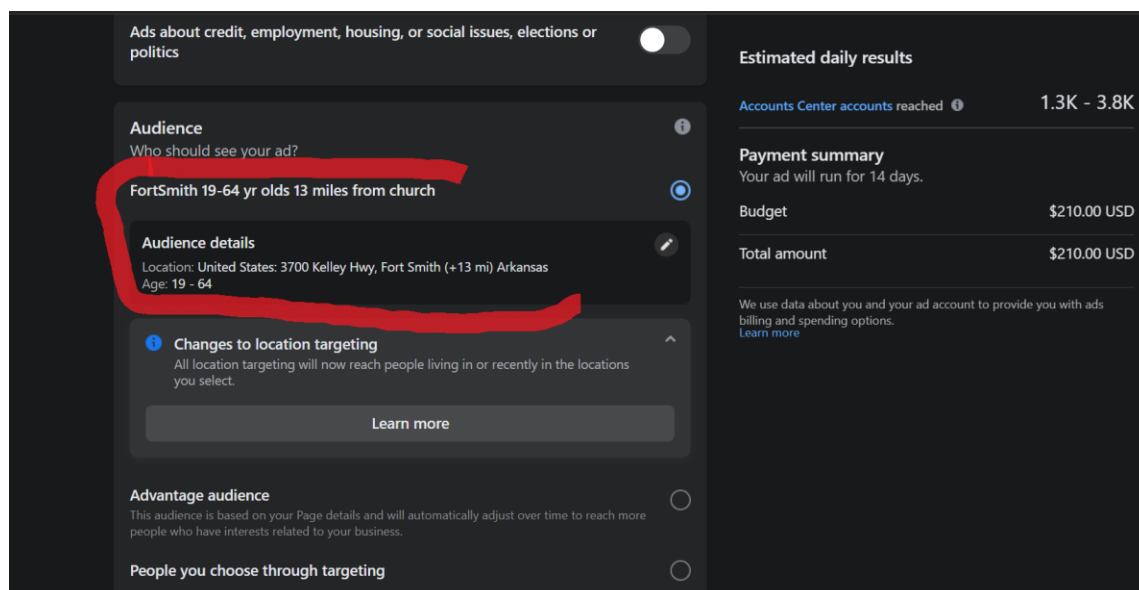 Ads about credit, employment, housing, or social issues, elections or
politics
Audience
Who should see your ad?
FortSmith 19-64 yr olds 13 miles from church
Audience details
Location: United States: 3700 Kelley Hwy, Fort Smith (+13 mi) Arkansas
Age: 19 - 64
Changes to location targeting
All location targeting will now reach people living in or recently in the locations
you select.
Learn more
Advantage audience
This audience is based on your Page details and will automatically adjust over time to reach more
people who have interests related to your business.
People you choose through targeting
Estimated daily results
Accounts Center accounts reached 1.3K - 3.8K
Payment summary
Your ad will run for 14 days.
Budget $210.00 USD
Total amount $210.00 USD
We use data about you and your ad account to provide you with ads
billing and spending options.
Learn more